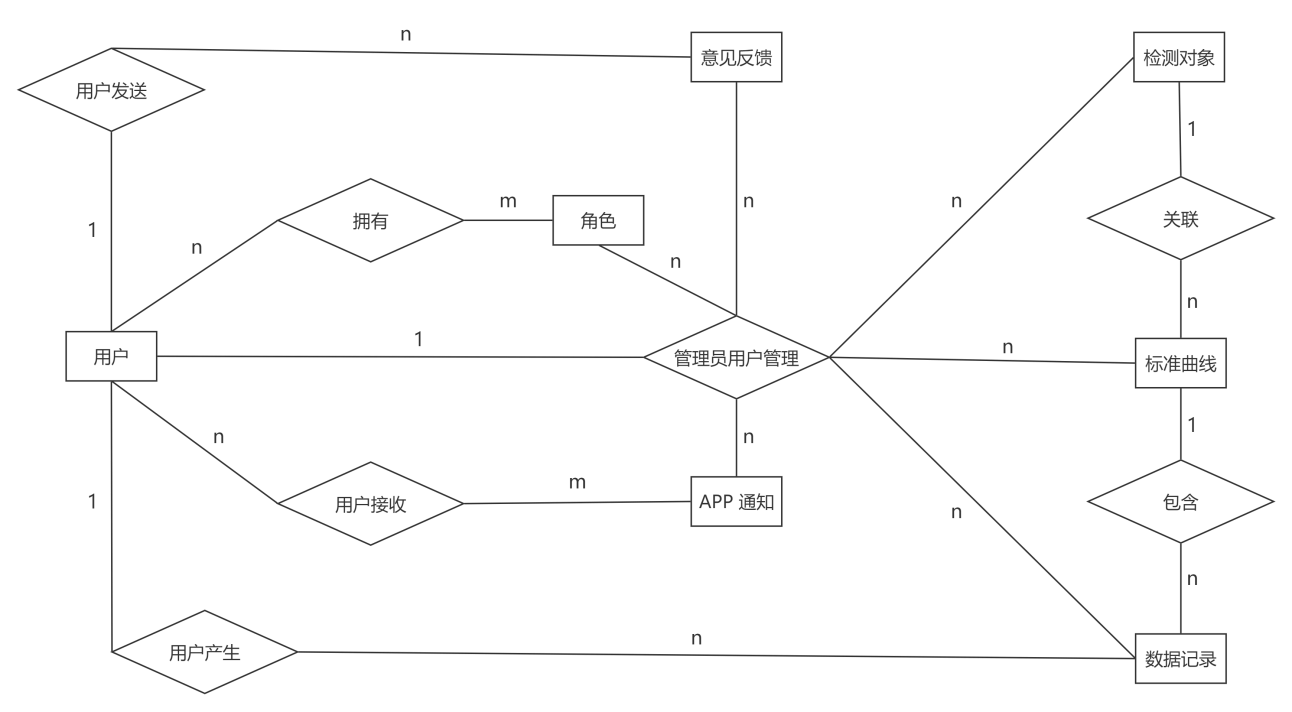 n
意见反馈
检测对象
用户发送
1
n
m
n
1
n
拥有
角色
关联
n
n
n
1
n
用户
管理员用户管理
标准曲线
n
n
1
1
m
n
用户接收
APP 通知
包含
n
n
用户产生
数据记录